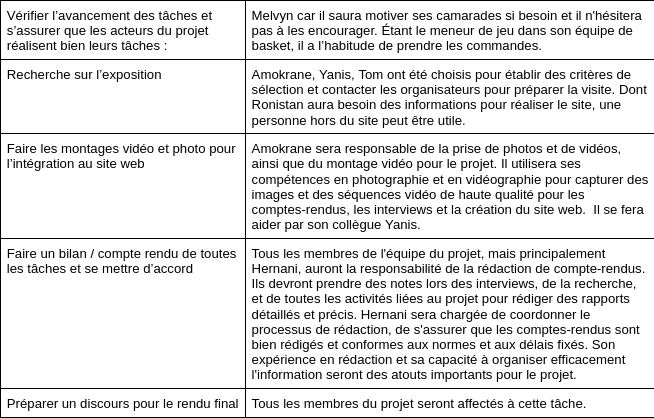 Vérifier l’avancement des tâches et
s’assurer que les acteurs du projet
réalisent bien leurs tâches :
Melvyn car il saura motiver ses camarades si besoin et il n'hésitera
pas à les encourager. Étant le meneur de jeu dans son équipe de
basket, il a l’habitude de prendre les commandes.
Recherche sur l’exposition
Amokrane, Yanis, Tom ont été choisis pour établir des critères de
sélection et contacter les organisateurs pour préparer la visite. Dont
Ronistan aura besoin des informations pour réaliser le site, une
personne hors du site peut être utile.
Faire les montages vidéo et photo pour
l’intégration au site web
Amokrane sera responsable de la prise de photos et de vidéos,
ainsi que du montage vidéo pour le projet. Il utilisera ses
compétences en photographie et en vidéographie pour capturer des
images et des séquences vidéo de haute qualité pour les
comptes-rendus, les interviews et la création du site web.  Il se fera
aider par son collègue Yanis.
Faire un bilan / compte rendu de toutes
les tâches et se mettre d’accord
Tous les membres de l'équipe du projet, mais principalement
Hernani, auront la responsabilité de la rédaction de compte-rendus.
Ils devront prendre des notes lors des interviews, de la recherche,
et de toutes les activités liées au projet pour rédiger des rapports
détaillés et précis. Hernani sera chargée de coordonner le
processus de rédaction, de s'assurer que les comptes-rendus sont
bien rédigés et conformes aux normes et aux délais fixés. Son
expérience en rédaction et sa capacité à organiser efficacement
l'information seront des atouts importants pour le projet.
Préparer un discours pour le rendu final
Tous les membres du projet seront affectés à cette tâche.